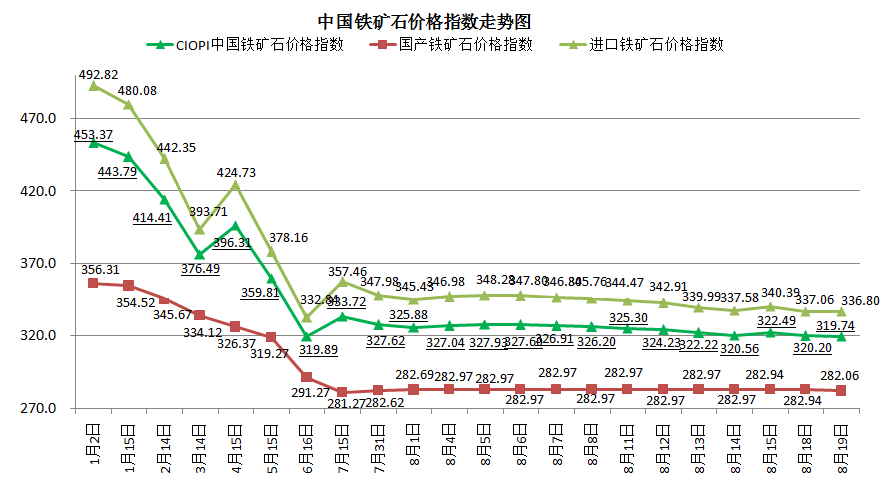 中国铁矿石价格指数走势图
CIOPI中国铁矿石价格指数 国产铁矿石价格指数 进口铁矿石价格指数
470.0
420.0
370.0
320.0
270.0
492.82 480.08 442.35 393.71 424.73 378.16 332.84 357.46 347.98 345.43 346.98 348.28 347.80 346.80 345.76 344.47 342.91 339.99 337.58 340.39 337.06 336.80
453.37 443.79 414.41 376.49 396.31 359.81 319.89 333.72 327.62 325.88 327.04 327.93 326.91 326.20 325.30 324.23 322.22 320.56 322.49 320.20 319.74
356.31 354.52 345.67 334.12 326.37 319.27 291.27 281.27 282.62 282.69 282.97 282.97 282.97 282.97 282.97 282.97 282.97 282.97 282.97 282.94 282.94 282.06
1月2日 1月15日 2月14日 3月14日 4月15日 5月15日 6月16日 7月15日 7月31日 8月1日 8月4日 8月5日 8月6日 8月7日 8月8日 8月11日 8月12日 8月13日 8月14日 8月15日 8月18日 8月19日